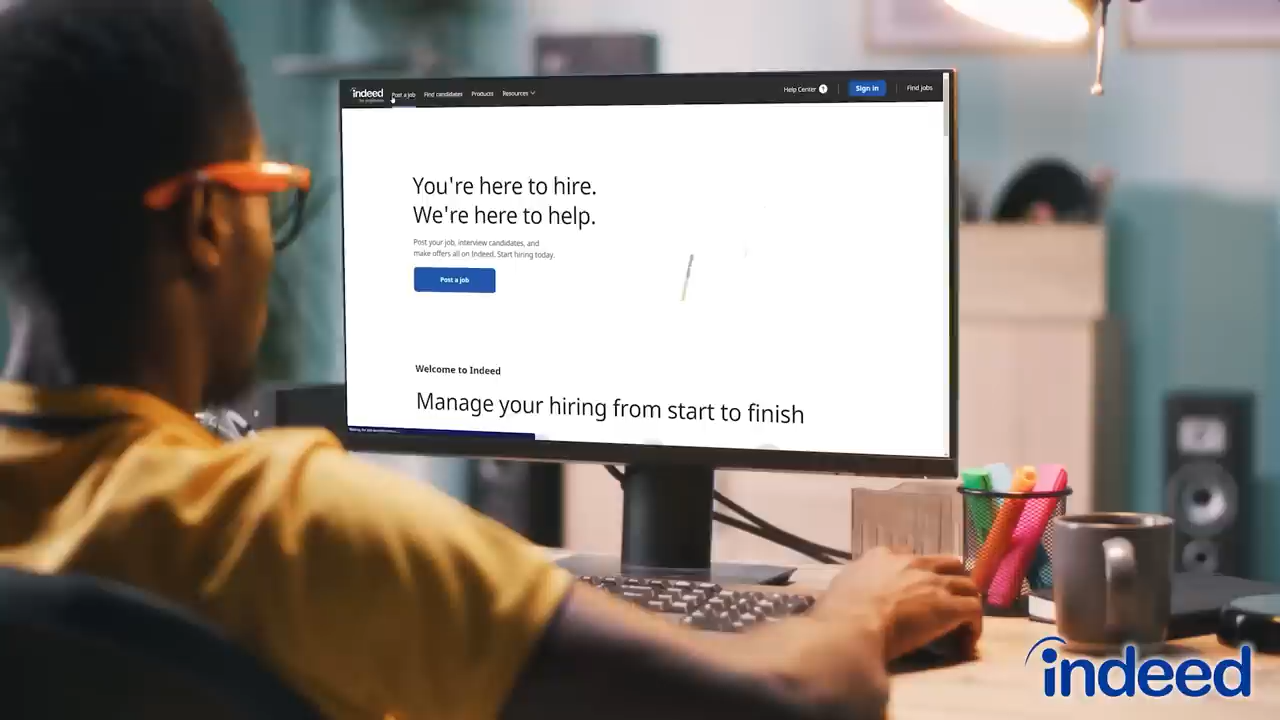 indeed
Post a job
Find candidates
Products
Resources
Help Center
Sign in
Find jobs
You're here to hire.
We're here to help.
Post your job, interview candidates, and
make offers all on Indeed. Start hiring today.
Post a job
Welcome to Indeed
Manage your hiring from start to finish
indeed